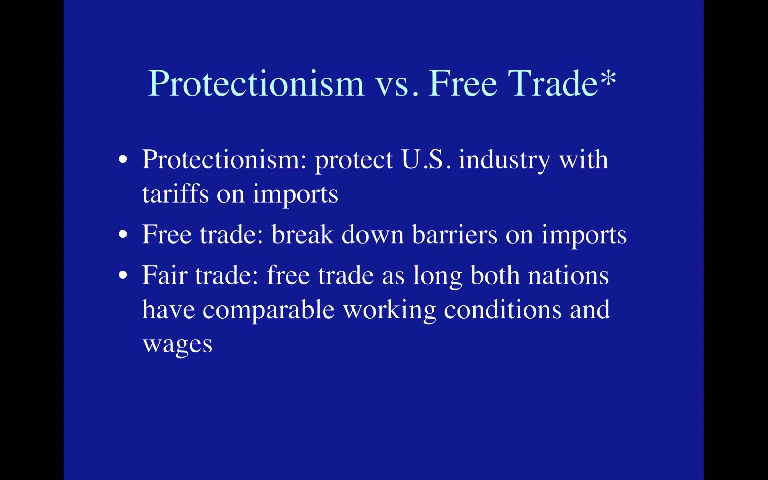 Protectionism vs. Free Trade*
• Protectionism: protect U.S. industry with
tariffs on imports
• Free trade: break down barriers on imports
• Fair trade: free trade as long both nations
have comparable working conditions and
wages